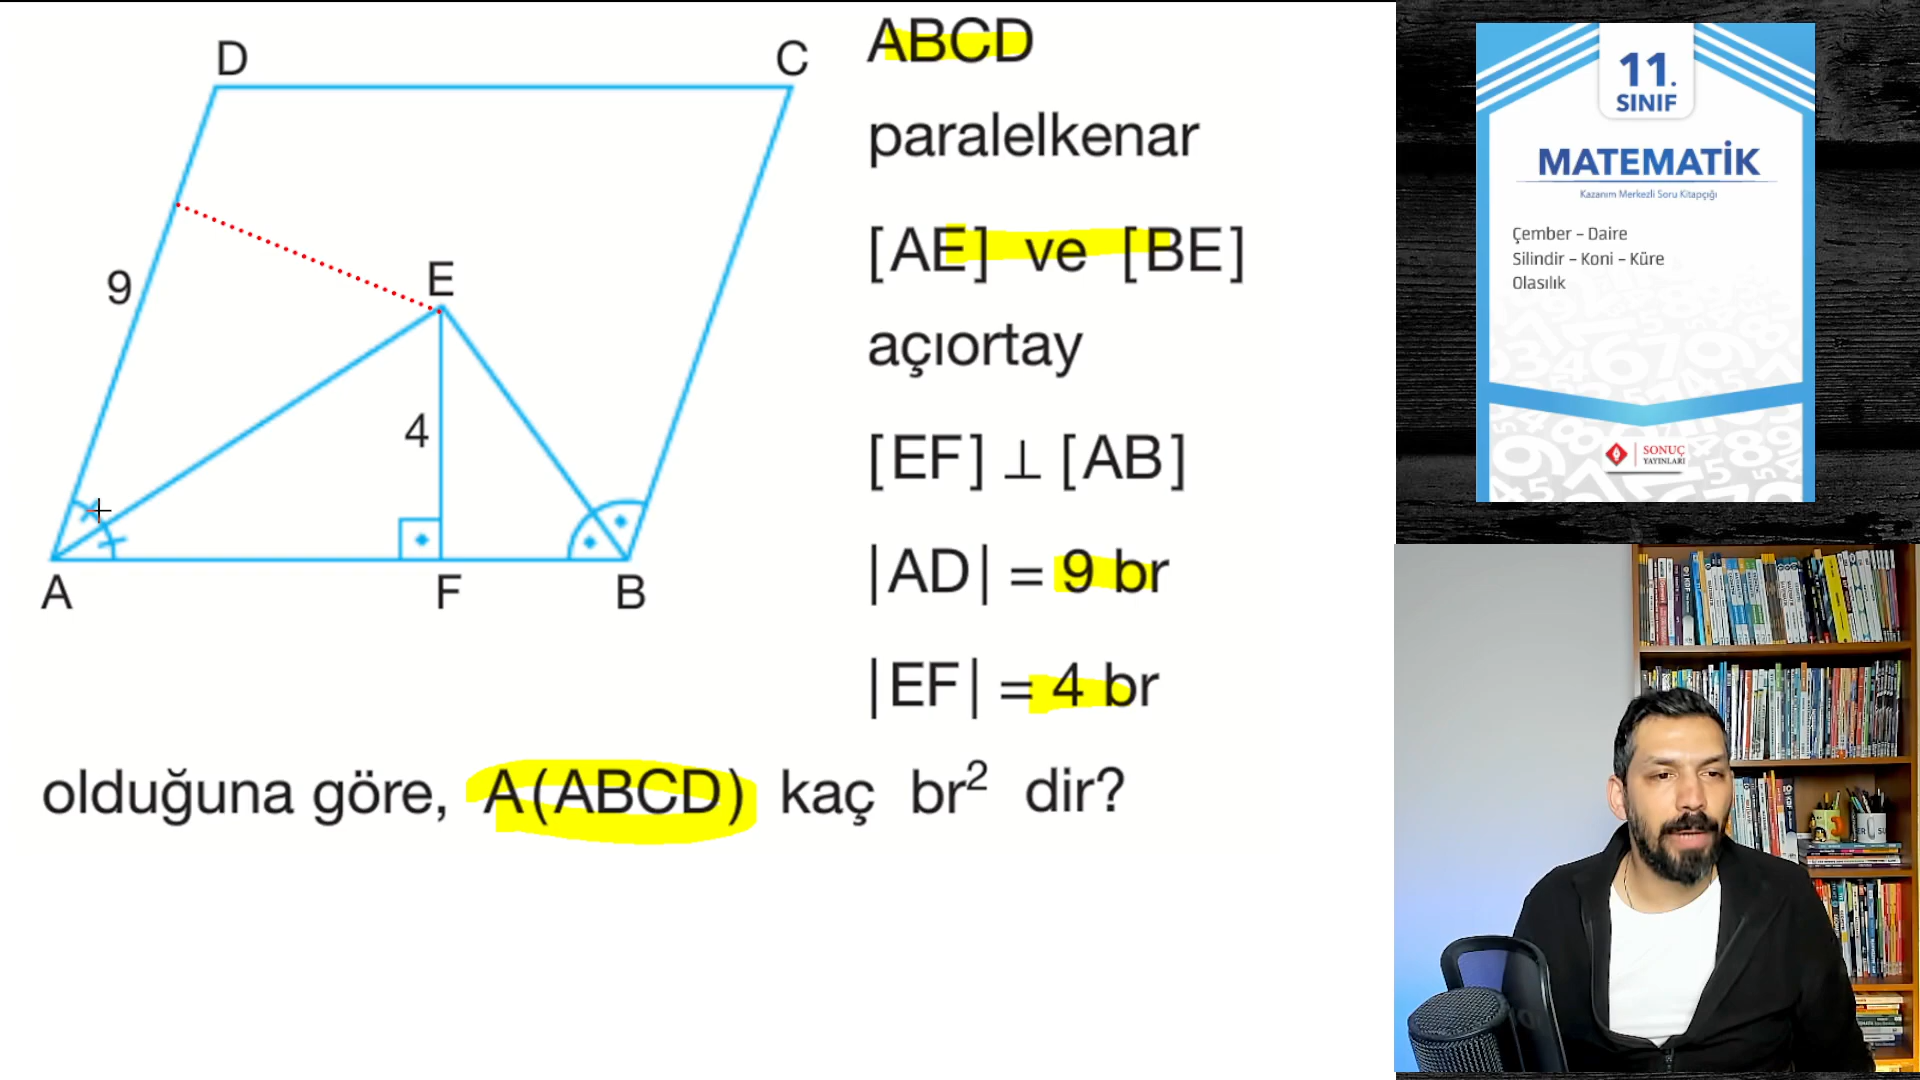 D
C
9
E
4
A
F
B
ABCD
paralelkenar
[AE] ve [BE]
açıortay
[EF] ⊥ [AB]
|AD| = 9 br
|EF| = 4 br
olduğuna göre, A(ABCD) kaç br² dir?
11.
SINIF
MATEMATİK
Kazanım Merkezli Soru Kitapçığı
Çember – Daire
Silindir – Koni – Küre
Olasılık
SONUÇ
YAYINLARI